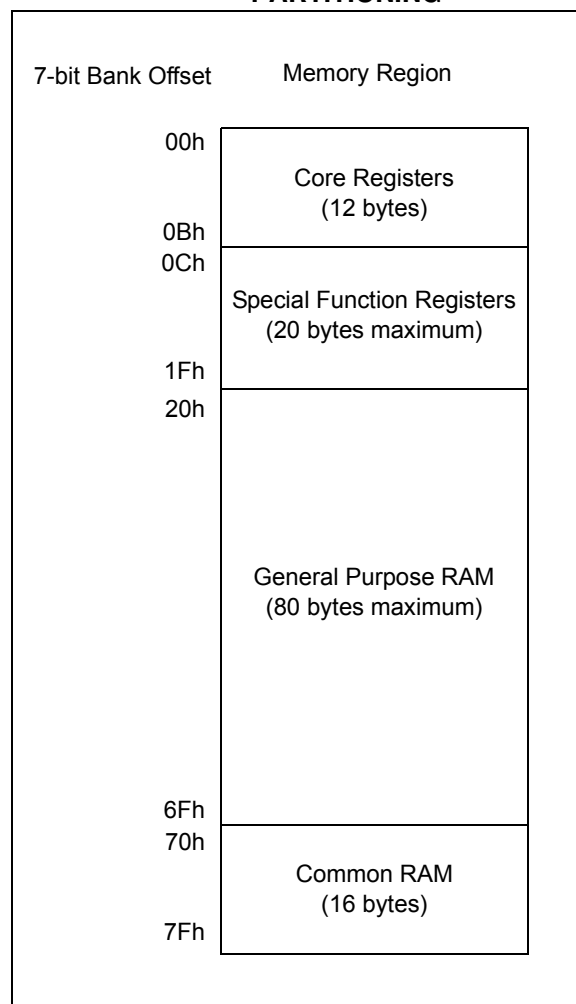 7-bit Bank Offset Memory Region
00h
Core Registers
(12 bytes)
0Bh
0Ch
Special Function Registers
(20 bytes maximum)
1Fh
20h
General Purpose RAM
(80 bytes maximum)
6Fh
70h
Common RAM
(16 bytes)
7Fh